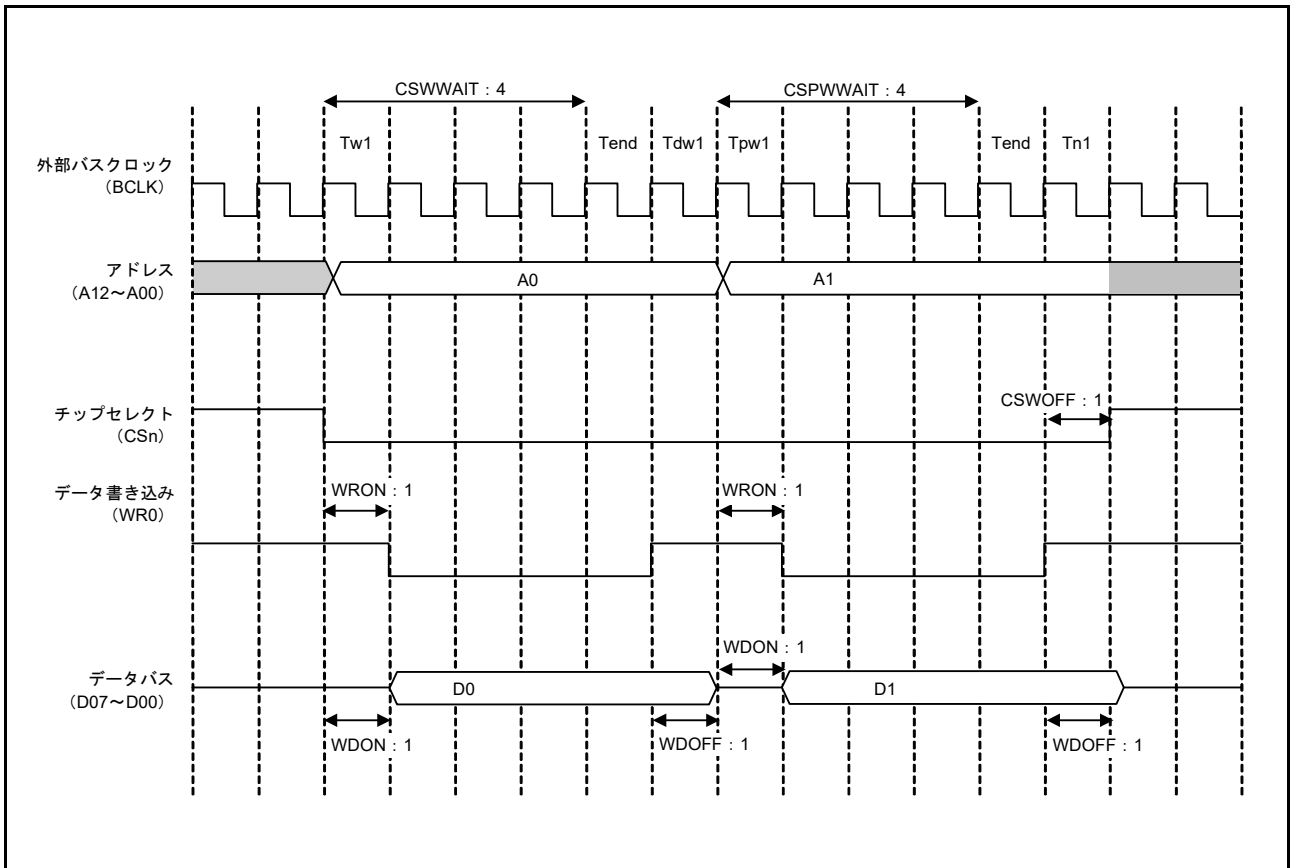 CSWWAIT：4
CSPWWAIT：4
Tw1
Tend
Tdw1
Tpw1
Tend
Tn1
外部バスクロック
（BCLK）
アドレス
（A12～A00）
A0
A1
チップセレクト
（CSn）
CSWOFF：1
データ書き込み
（WR0）
WRON：1
WRON：1
WDON：1
データバス
（D07～D00）
D0
D1
WDON：1
WDOFF：1
WDOFF：1